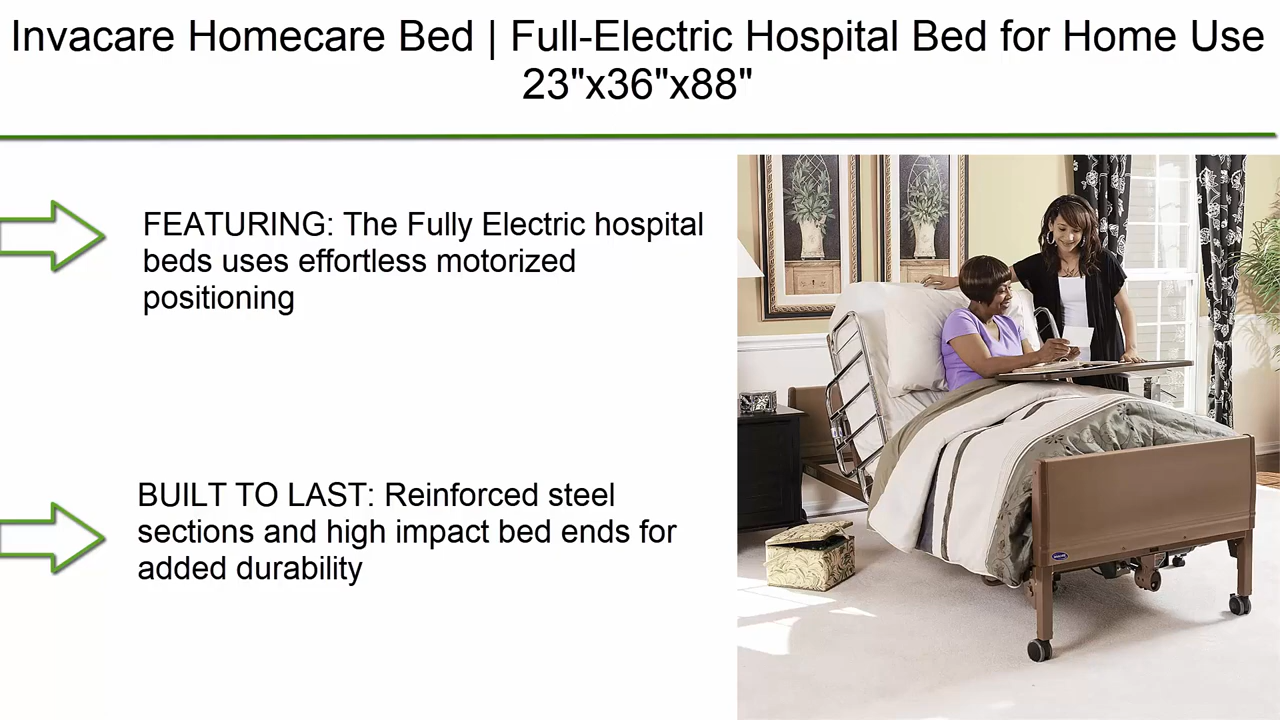 Invacare Homecare Bed | Full-Electric Hospital Bed for Home Use
23"x36"x88"
FEATURING: The Fully Electric hospital
beds uses effortless motorized
positioning
BUILT TO LAST: Reinforced steel
sections and high impact bed ends for
added durability